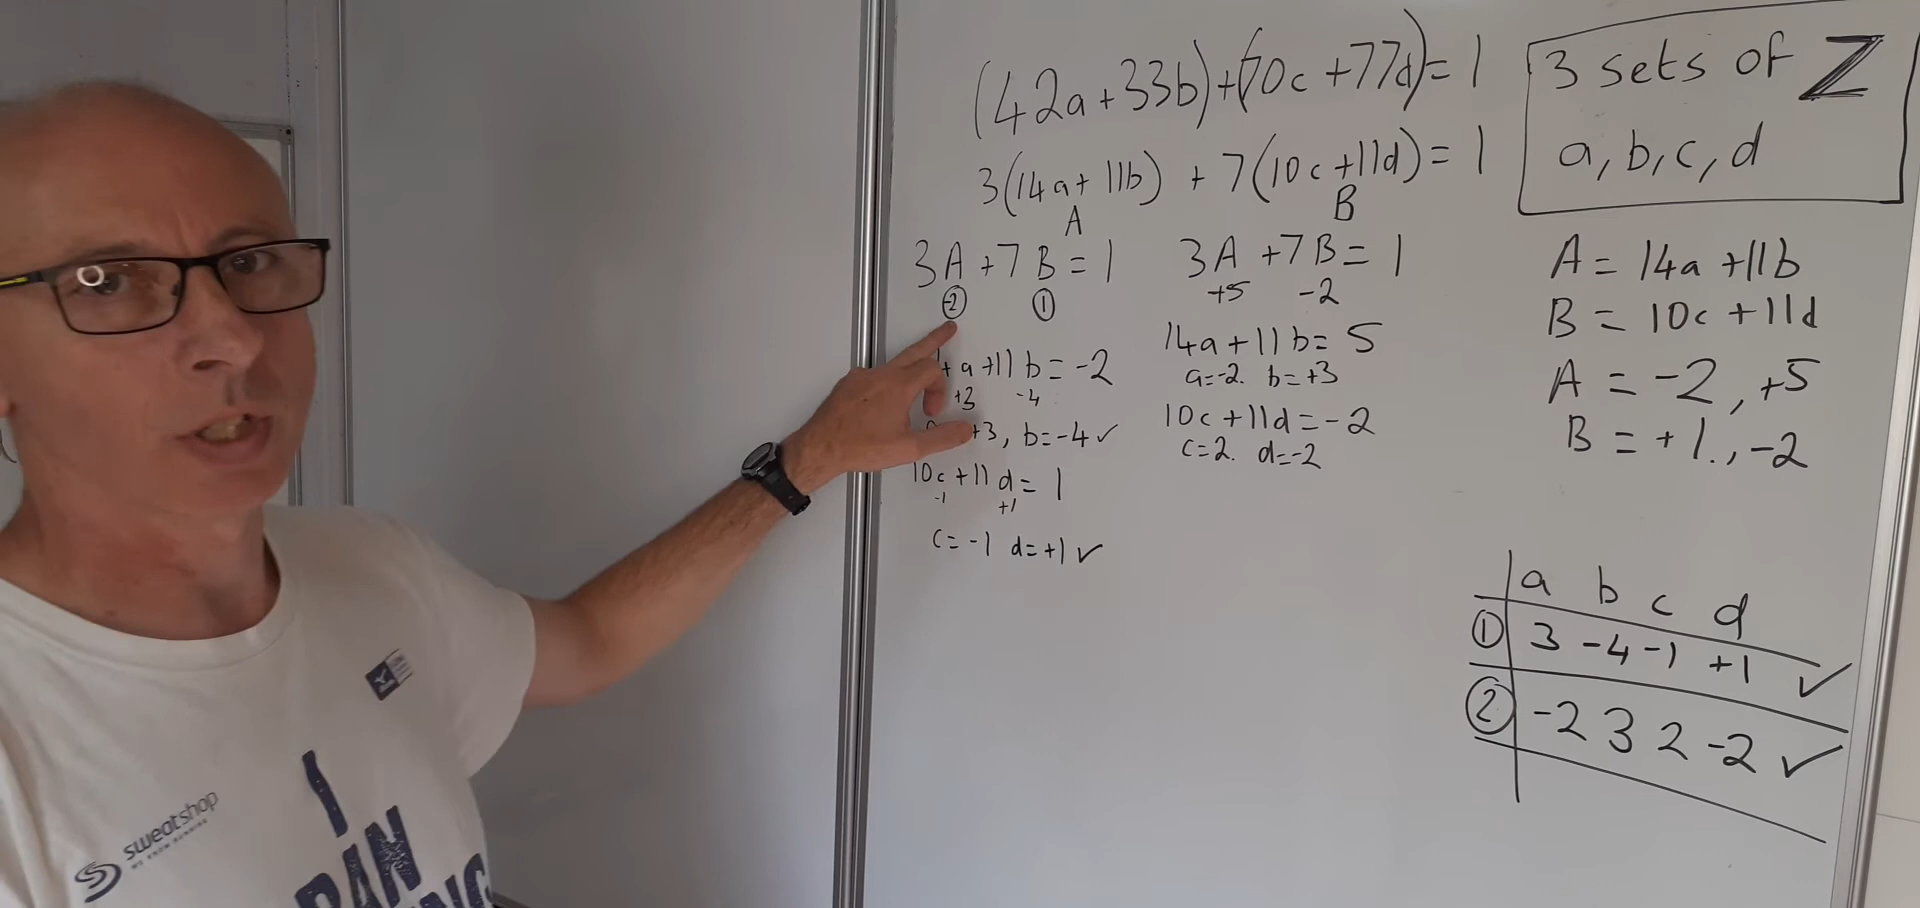 (42a+33b)+(70c+77d)=1
3(14a+11b) + 7(10c+11d)=1
A
B
3 sets of Z
a, b, c, d
3A+7B=1
-2 1
a+11b=-2
+3 -4
+3, b=-4✓
10c+11d=1
-1 +1
c=-1 d=+1✓
3A+7B=1
+5 -2
14a+11b=5
a=-2. b=+3
10c+11d=-2
c=2. d=-2
A=14a+11b
B=10c+11d
A=-2, +5
B=+1., -2
a b c d
1 3 -4 -1 +1 ✓
2 -2 3 2 -2 ✓
sweatshop
I
RAN